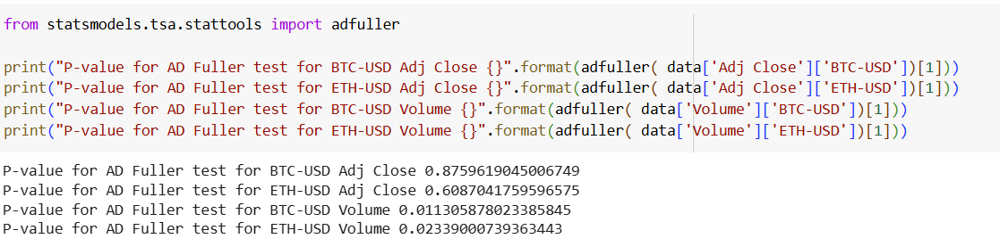 from statsmodels.tsa.stattools import adfuller
print("P-value for AD Fuller test for BTC-USD Adj Close {}".format(adfuller( data['Adj Close']['BTC-USD'])[1]))
print("P-value for AD Fuller test for ETH-USD Adj Close {}".format(adfuller( data['Adj Close']['ETH-USD'])[1]))
print("P-value for AD Fuller test for BTC-USD Volume {}".format(adfuller( data['Volume']['BTC-USD'])[1]))
print("P-value for AD Fuller test for ETH-USD Volume {}".format(adfuller( data['Volume']['ETH-USD'])[1]))
P-value for AD Fuller test for BTC-USD Adj Close 0.8759619045006749
P-value for AD Fuller test for ETH-USD Adj Close 0.6087041759596575
P-value for AD Fuller test for BTC-USD Volume 0.011305878023385845
P-value for AD Fuller test for ETH-USD Volume 0.02339000739363443